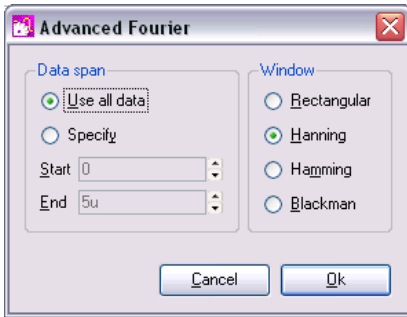 Advanced Fourier
Data span
Use all data
Specify
Start 0
End 5u
Window
Rectangular
Hanning
Hamming
Blackman
Cancel Ok